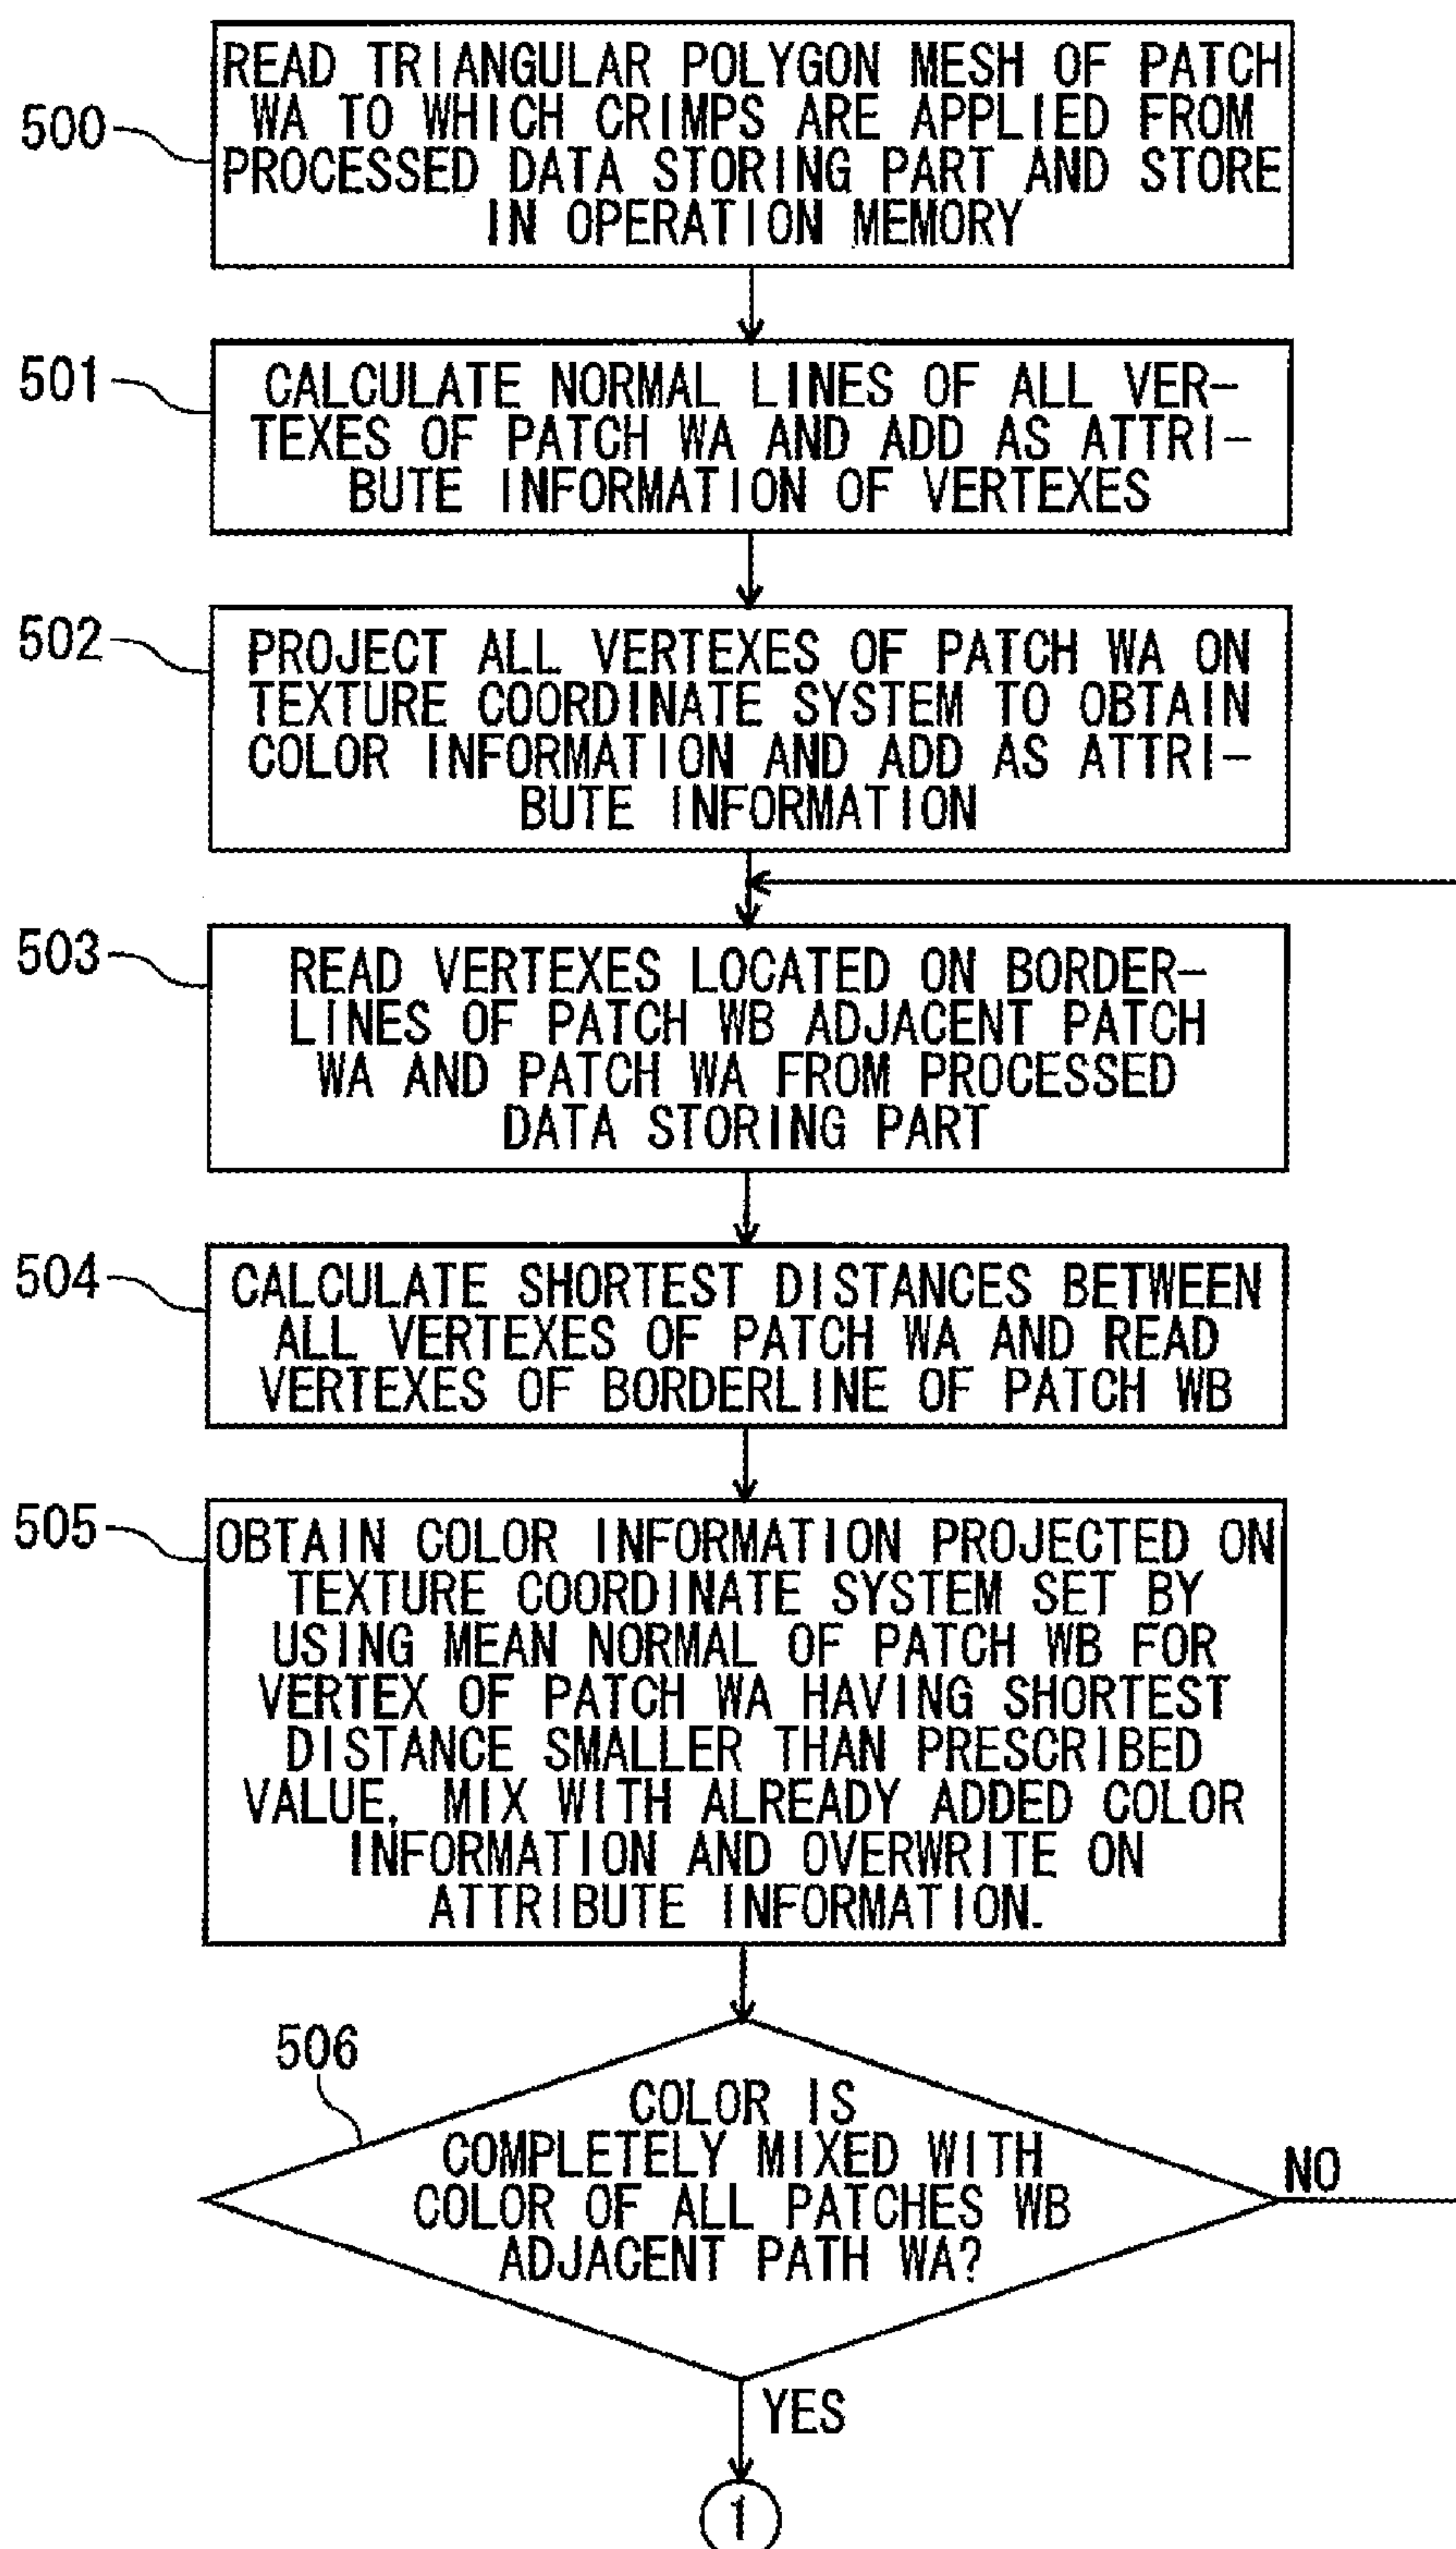 500
READ TRIANGULAR POLYGON MESH OF PATCH
WA TO WHICH CRIMPS ARE APPLIED FROM
PROCESSED DATA STORING PART AND STORE
IN OPERATION MEMORY
501
CALCULATE NORMAL LINES OF ALL VER-
TEXES OF PATCH WA AND ADD AS ATTRI-
BUTE INFORMATION OF VERTEXES
502
PROJECT ALL VERTEXES OF PATCH WA ON
TEXTURE COORDINATE SYSTEM TO OBTAIN
COLOR INFORMATION AND ADD AS ATTRI-
BUTE INFORMATION
503
READ VERTEXES LOCATED ON BORDER-
LINES OF PATCH WB ADJACENT PATCH
WA AND PATCH WA FROM PROCESSED
DATA STORING PART
504
CALCULATE SHORTEST DISTANCES BETWEEN
ALL VERTEXES OF PATCH WA AND READ
VERTEXES OF BORDERLINE OF PATCH WB
505
OBTAIN COLOR INFORMATION PROJECTED ON
TEXTURE COORDINATE SYSTEM SET BY
USING MEAN NORMAL OF PATCH WB FOR
VERTEX OF PATCH WA HAVING SHORTEST
DISTANCE SMALLER THAN PRESCRIBED
VALUE, MIX WITH ALREADY ADDED COLOR
INFORMATION AND OVERWRITE ON
ATTRIBUTE INFORMATION.
506
COLOR IS
COMPLETELY MIXED WITH
COLOR OF ALL PATCHES WB
ADJACENT PATH WA?
NO
YES
1